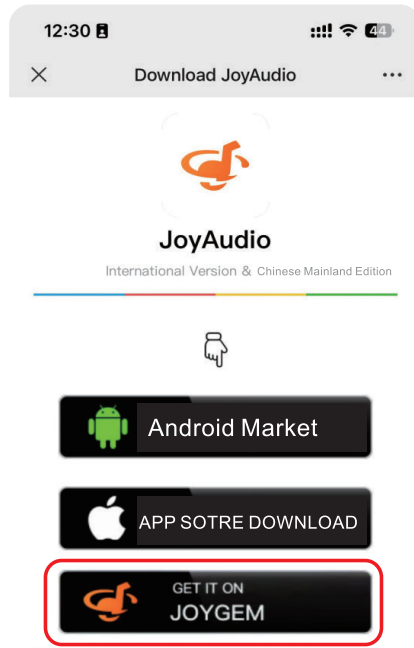 12:30
44
Download JoyAudio
JoyAudio
International Version & Chinese Mainland Edition
Android Market
APP SOTRE DOWNLOAD
GET IT ON
JOYGEM